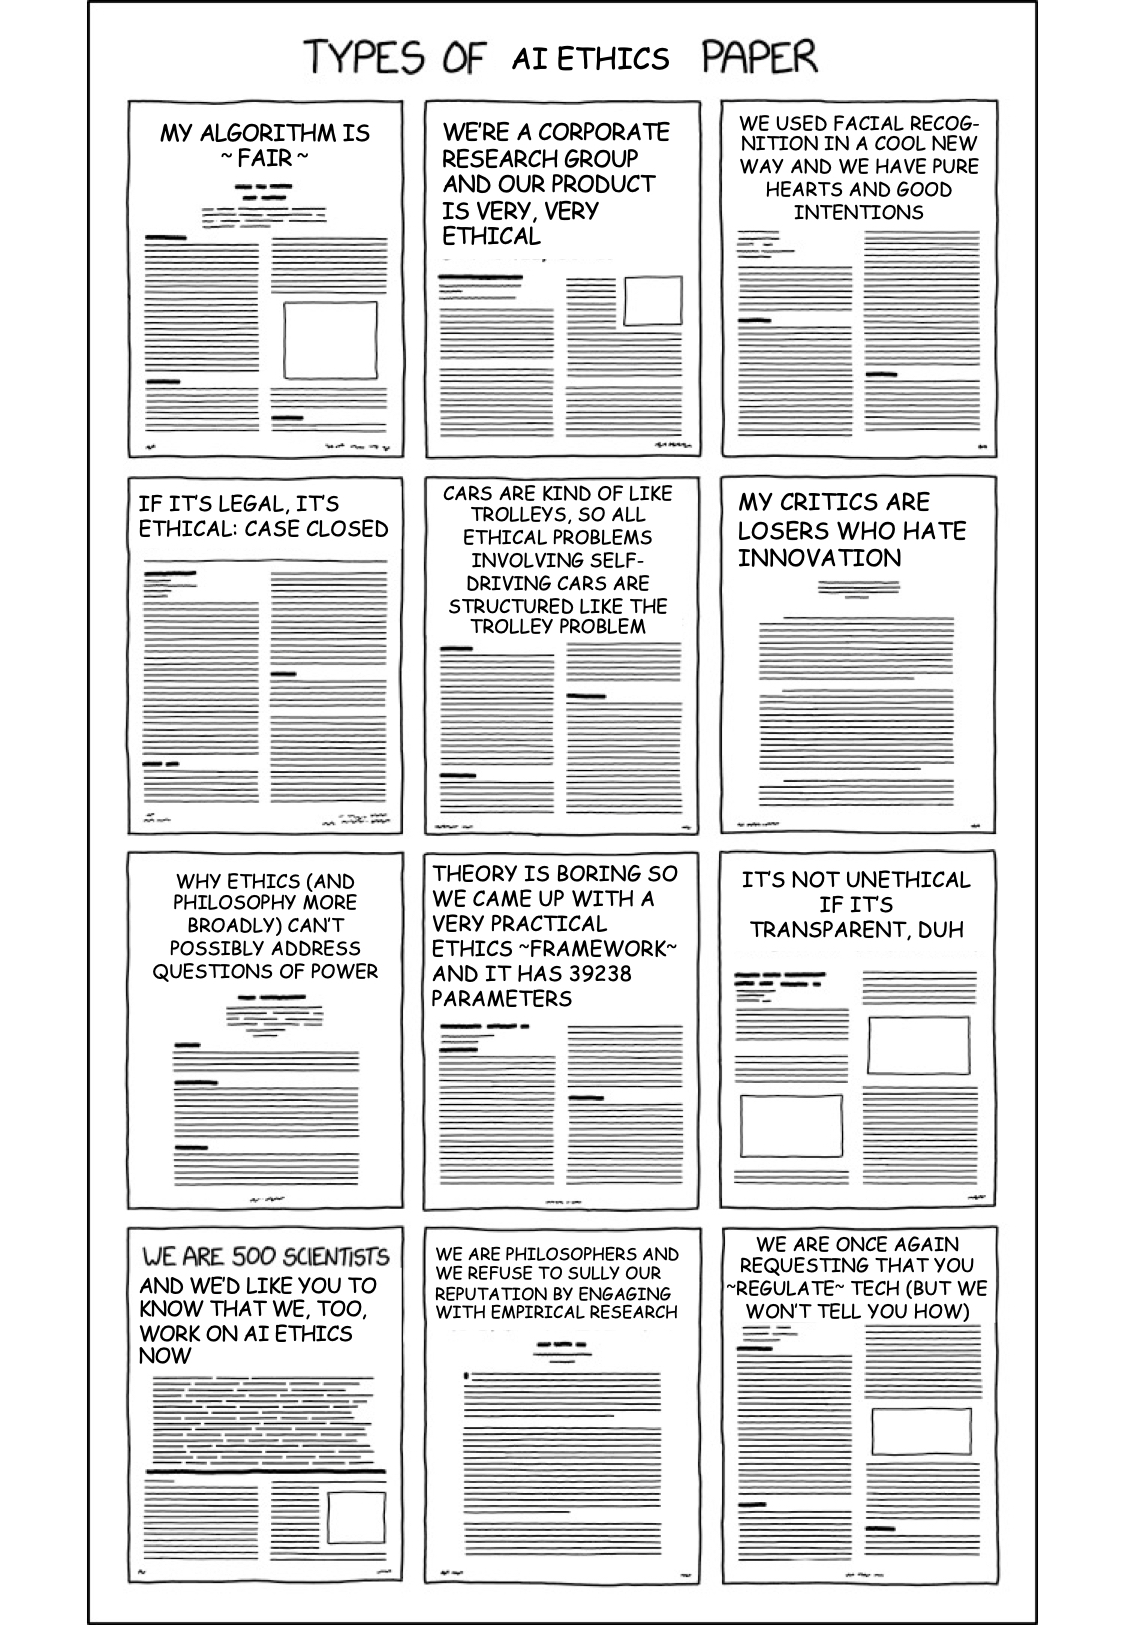 TYPES OF AI ETHICS PAPER
MY ALGORITHM IS
~ FAIR ~
WE'RE A CORPORATE
RESEARCH GROUP
AND OUR PRODUCT
IS VERY, VERY
ETHICAL
WE USED FACIAL RECOG-
NITION IN A COOL NEW
WAY AND WE HAVE PURE
HEARTS AND GOOD
INTENTIONS
IF IT'S LEGAL, IT'S
ETHICAL: CASE CLOSED
CARS ARE KIND OF LIKE
TROLLEYS, SO ALL
ETHICAL PROBLEMS
INVOLVING SELF-
DRIVING CARS ARE
STRUCTURED LIKE THE
TROLLEY PROBLEM
MY CRITICS ARE
LOSERS WHO HATE
INNOVATION
WHY ETHICS (AND
PHILOSOPHY MORE
BROADLY) CAN'T
POSSIBLY ADDRESS
QUESTIONS OF POWER
THEORY IS BORING SO
WE CAME UP WITH A
VERY PRACTICAL
ETHICS ~FRAMEWORK~
AND IT HAS 39238
PARAMETERS
IT'S NOT UNETHICAL
IF IT'S
TRANSPARENT, DUH
WE ARE 500 SCIENTISTS
AND WE'D LIKE YOU TO
KNOW THAT WE, TOO,
WORK ON AI ETHICS
NOW
WE ARE PHILOSOPHERS AND
WE REFUSE TO SULLY OUR
REPUTATION BY ENGAGING
WITH EMPIRICAL RESEARCH
WE ARE ONCE AGAIN
REQUESTING THAT YOU
~REGULATE~ TECH (BUT WE
WON'T TELL YOU HOW)